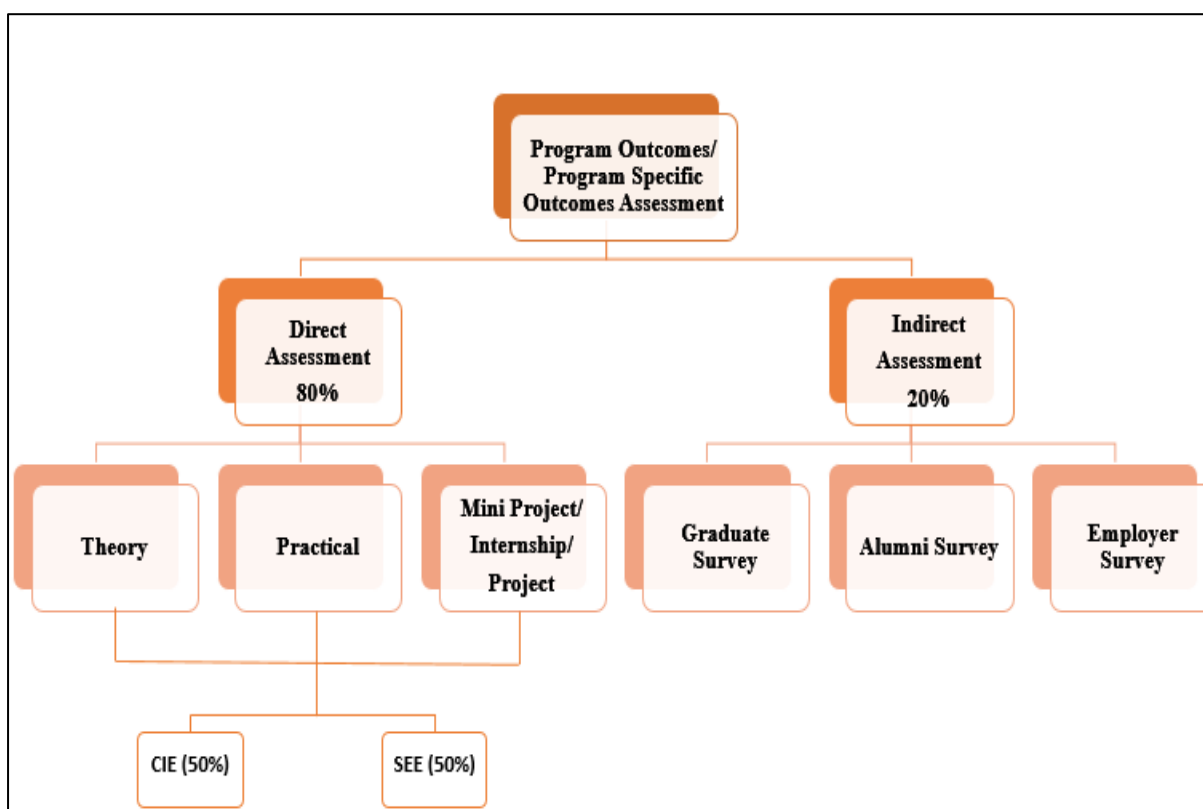 Program Outcomes/
Program Specific
Outcomes Assessment
Direct
Assessment
80%
Indirect
Assessment
20%
Theory
Practical
Mini Project/
Internship/
Project
Graduate
Survey
Alumni Survey
Employer
Survey
CIE (50%)
SEE (50%)